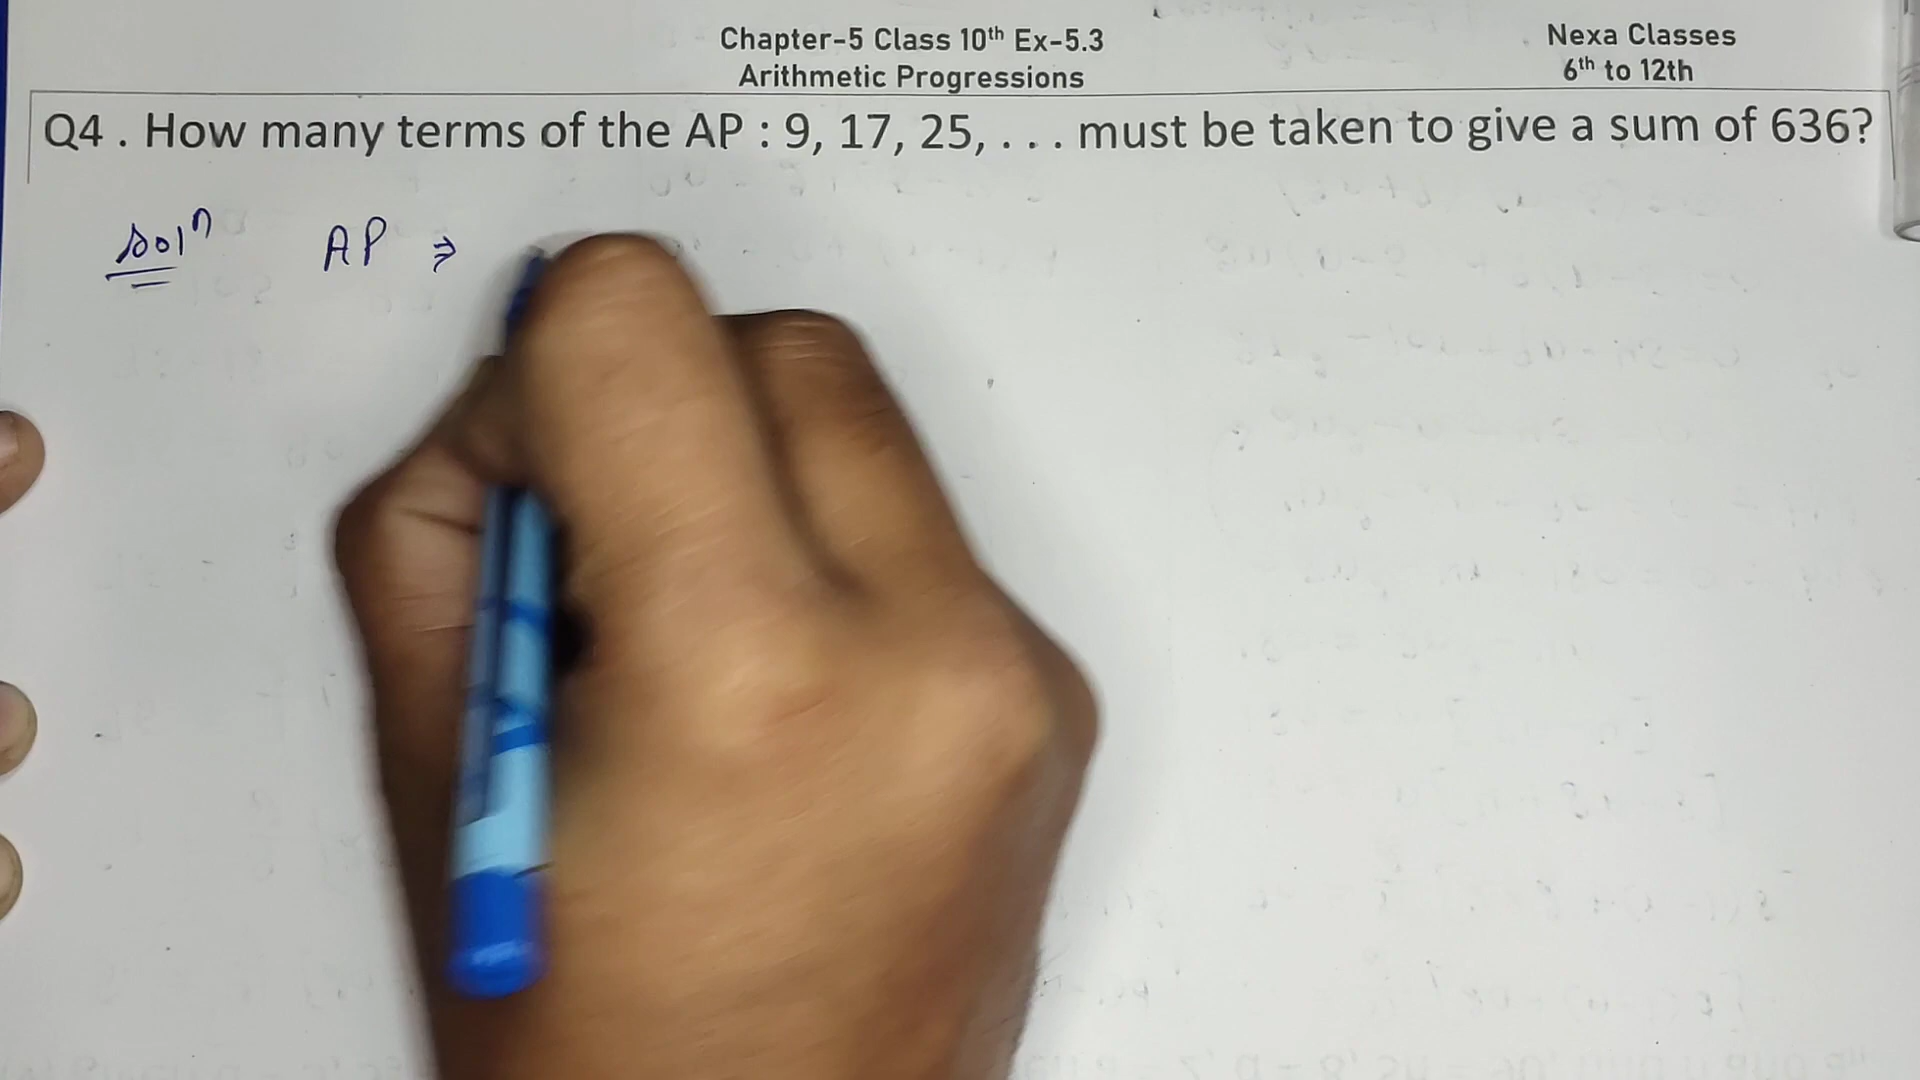 Chapter-5 Class 10th Ex-5.3
Arithmetic Progressions
Nexa Classes
6th to 12th
Q4 . How many terms of the AP : 9, 17, 25, . . . must be taken to give a sum of 636?
Solⁿ AP ⇒